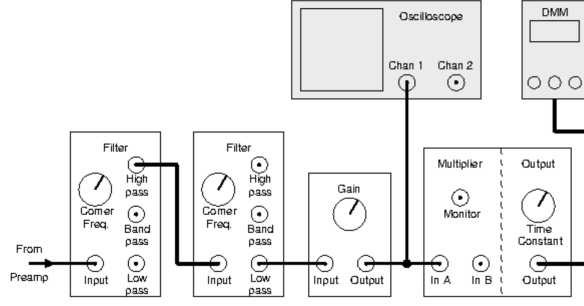 Oscilloscope
Chan 1 Chan 2
DMM
Filter
High
pass
Corner
Freq.
Band
pass
Input
Low
pass
From
Preamp
Filter
High
pass
Corner
Freq.
Band
pass
Input
Low
pass
Gain
Input Output
Multiplier
Monitor
In A In B
Output
Time
Constant
Output